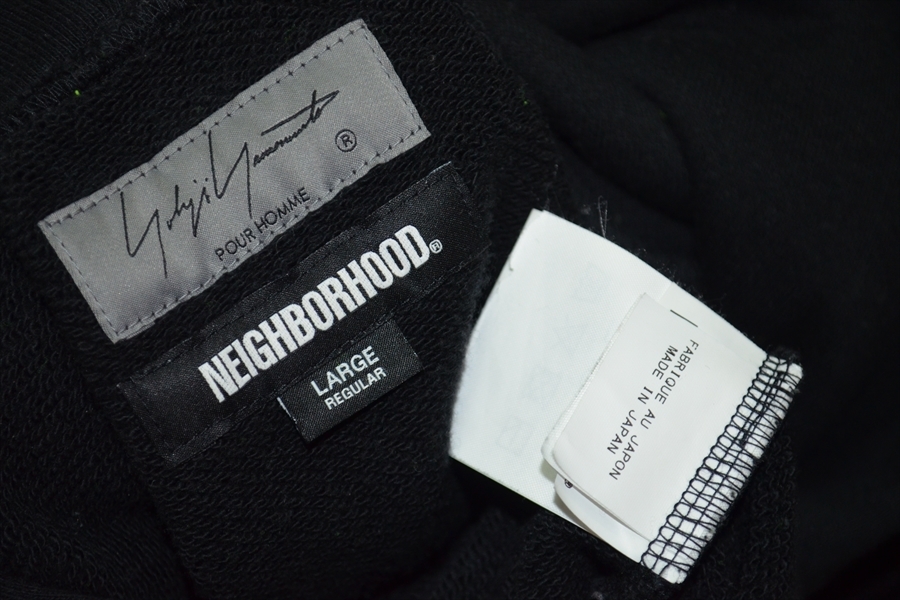 Yohji Yamamoto ®
POUR HOMME
NEIGHBORHOOD®
LARGE
REGULAR
FABRIQUE AU JAPON
MADE IN JAPAN